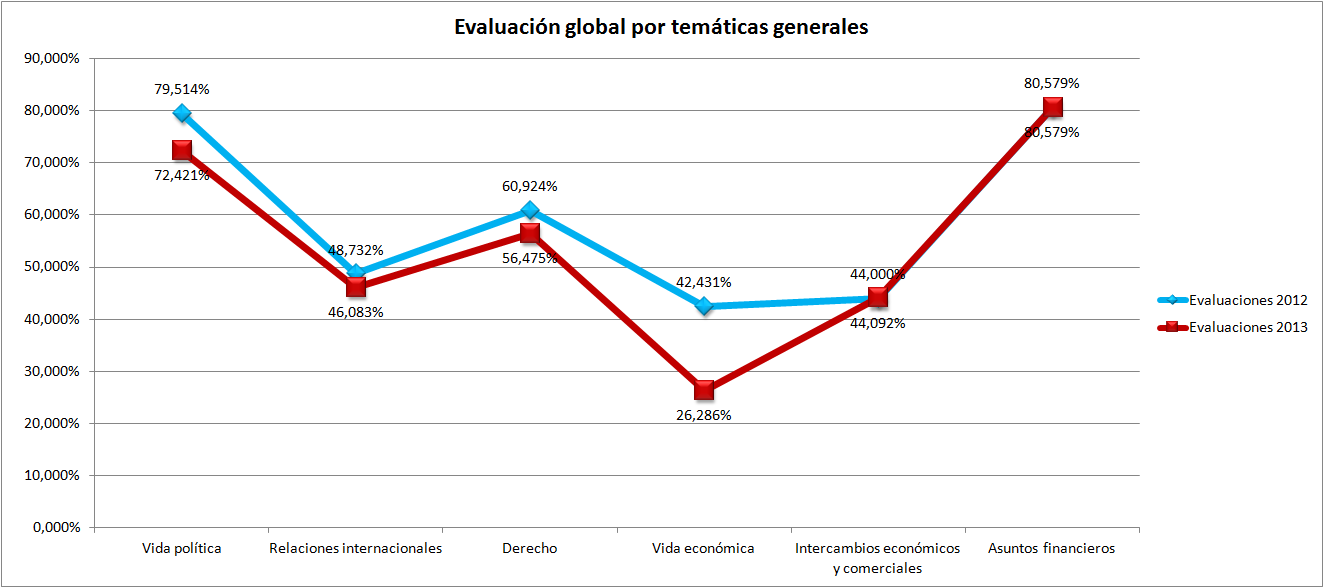 Evaluación global por temáticas generales
90,000%
80,000%
70,000%
60,000%
50,000%
40,000%
30,000%
20,000%
10,000%
0,000%
79,514%
72,421%
48,732%
46,083%
60,924%
56,475%
42,431%
26,286%
44,000%
44,092%
80,579%
80,579%
Vida política
Relaciones internacionales
Derecho
Vida económica
Intercambios económicos
y comerciales
Asuntos financieros
Evaluaciones 2012
Evaluaciones 2013